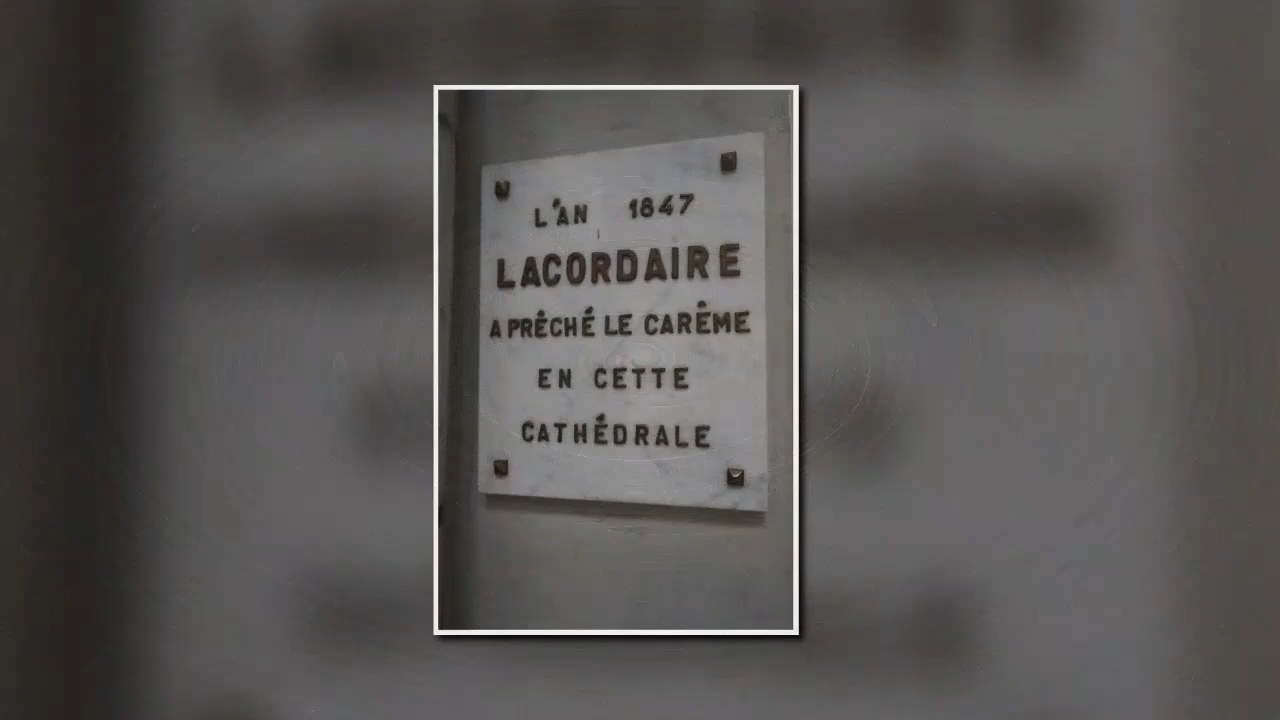 L'AN 1847
LACORDAIRE
A PRÊCHÉ LE CARÊME
EN CETTE
CATHÉDRALE